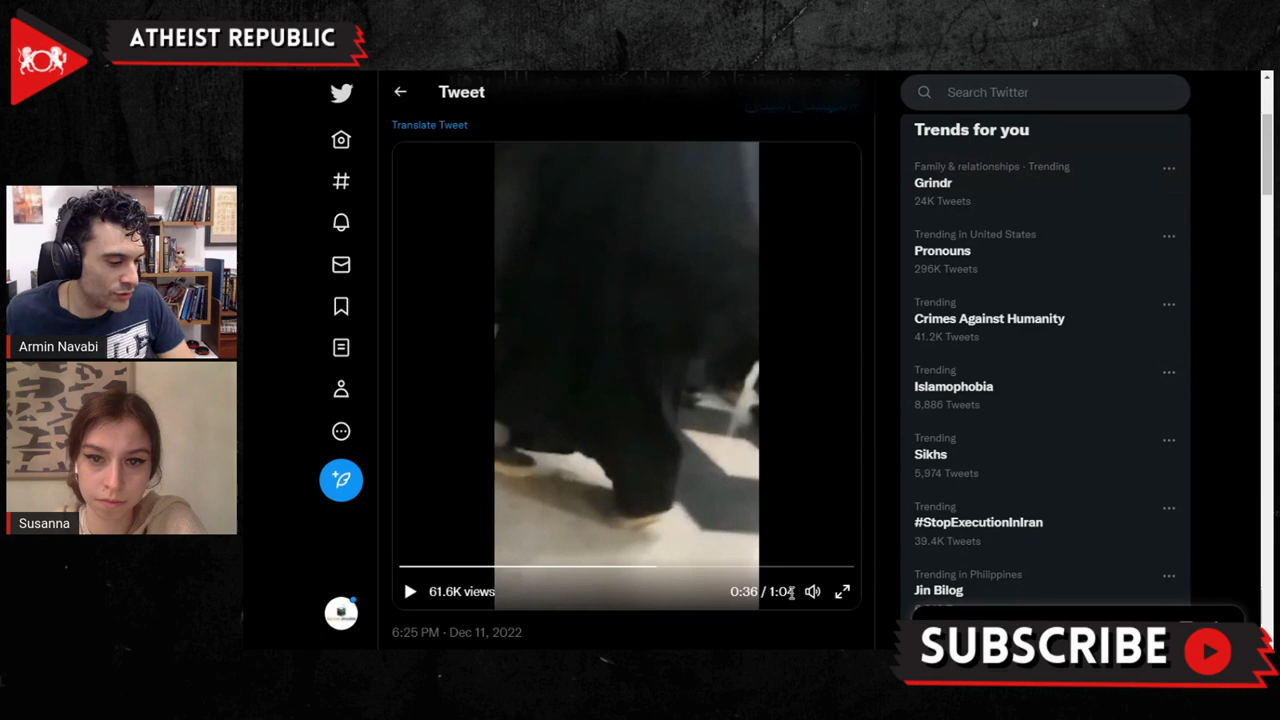 ATHEIST REPUBLIC
Armin Navabi
Susanna
Tweet
Translate Tweet
61.6K views
0:36 / 1:04
6:25 PM · Dec 11, 2022
Search Twitter
Trends for you
Family & relationships · Trending
Grindr
24K Tweets
Trending in United States
Pronouns
296K Tweets
Trending
Crimes Against Humanity
41.2K Tweets
Trending
Islamophobia
8,886 Tweets
Trending
Sikhs
5,974 Tweets
Trending
#StopExecutionInIran
39.4K Tweets
Trending in Philippines
Jin Bilog
SUBSCRIBE